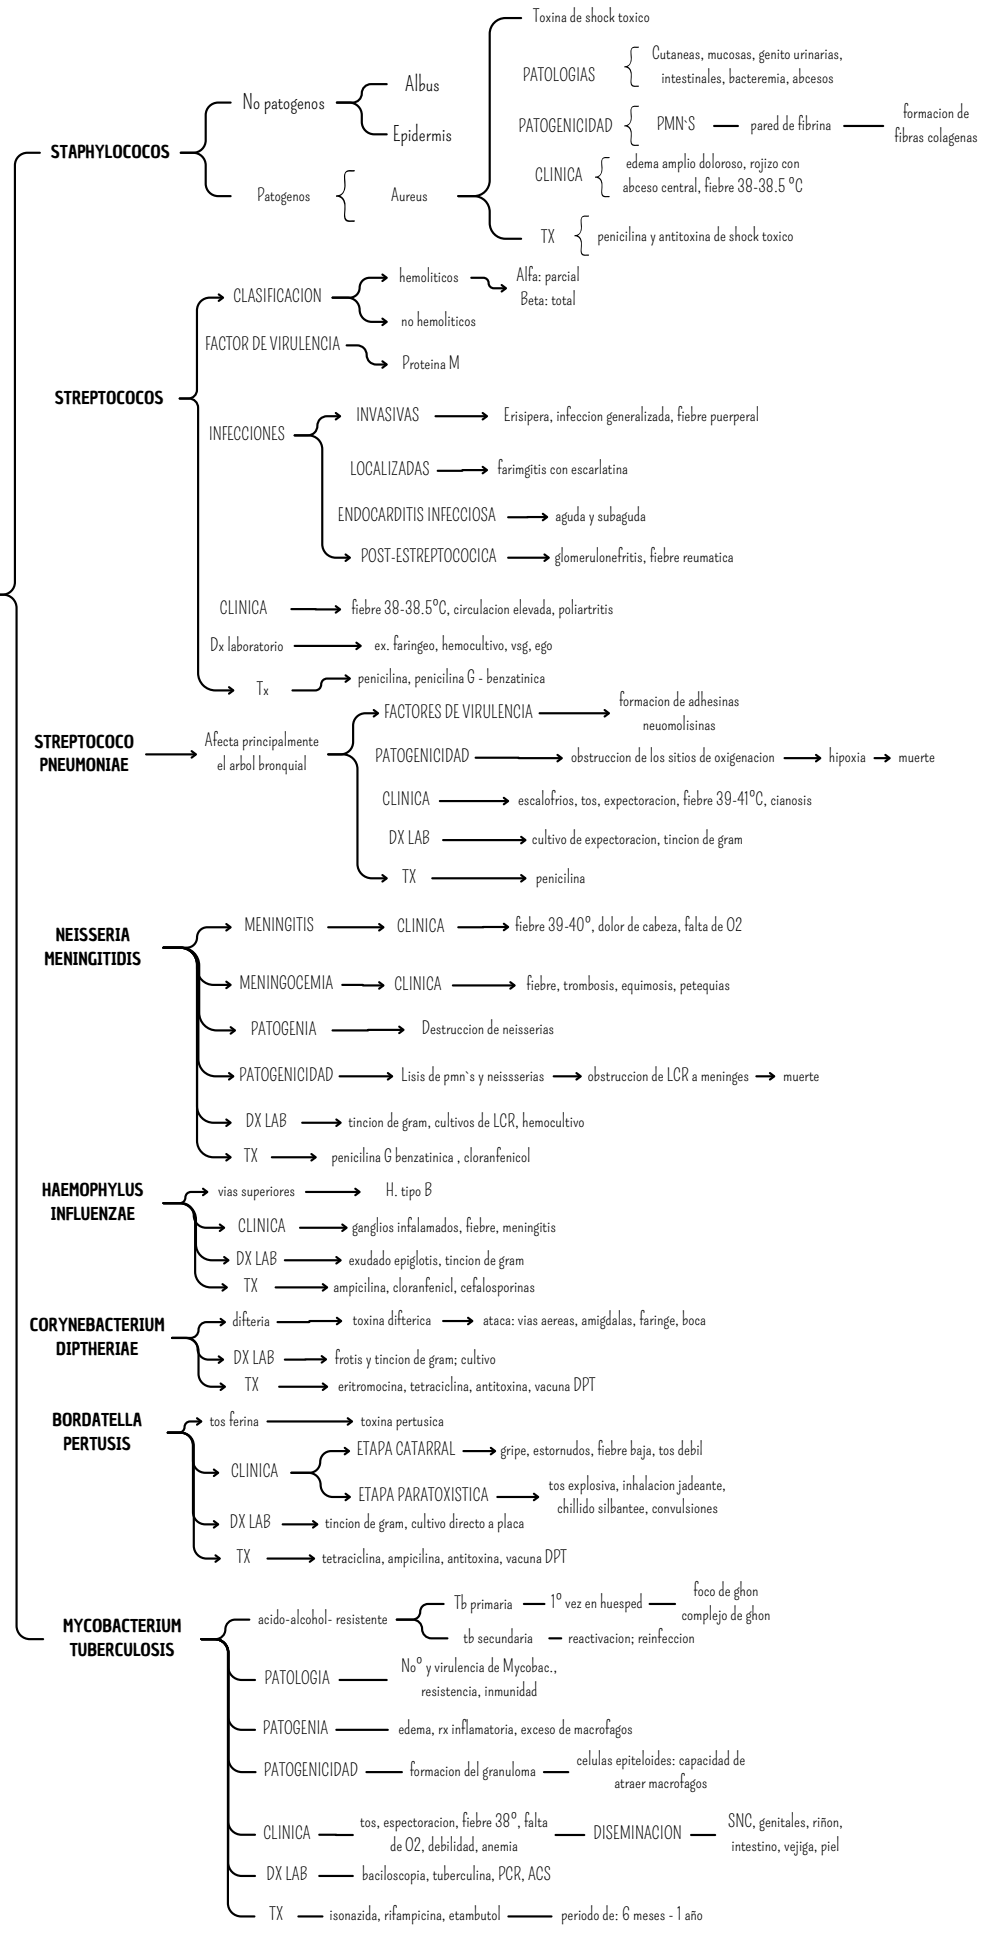 STAPHYLOCOCOS
No patogenos
Albus
Epidermis
Patogenos
Aureus
Toxina de shock toxico
PATOLOGIAS
Cutaneas, mucosas, genito urinarias,
intestinales, bacteremia, abcesos
PATOGENICIDAD
PMN`S
pared de fibrina
formacion de
fibras colagenas
CLINICA
edema amplio doloroso, rojizo con
abceso central, fiebre 38-38.5 °C
TX
penicilina y antitoxina de shock toxico
STREPTOCOCOS
CLASIFICACION
hemoliticos
Alfa: parcial
Beta: total
no hemoliticos
FACTOR DE VIRULENCIA
Proteina M
INFECCIONES
INVASIVAS
Erisipera, infeccion generalizada, fiebre puerperal
LOCALIZADAS
farimgitis con escarlatina
ENDOCARDITIS INFECCIOSA
aguda y subaguda
POST-ESTREPTOCOCICA
glomerulonefritis, fiebre reumatica
CLINICA
fiebre 38-38.5°C, circulacion elevada, poliartritis
Dx laboratorio
ex. faringeo, hemocultivo, vsg, ego
Tx
penicilina, penicilina G - benzatinica
STREPTOCOCO
PNEUMONIAE
Afecta principalmente
el arbol bronquial
FACTORES DE VIRULENCIA
formacion de adhesinas
neuomolisinas
PATOGENICIDAD
obstruccion de los sitios de oxigenacion
hipoxia
muerte
CLINICA
escalofrios, tos, expectoracion, fiebre 39-41°C, cianosis
DX LAB
cultivo de expectoracion, tincion de gram
TX
penicilina
NEISSERIA
MENINGITIDIS
MENINGITIS
CLINICA
fiebre 39-40°, dolor de cabeza, falta de O2
MENINGOCEMIA
CLINICA
fiebre, trombosis, equimosis, petequias
PATOGENIA
Destruccion de neisserias
PATOGENICIDAD
Lisis de pmn`s y neissserias
obstruccion de LCR a meninges
muerte
DX LAB
tincion de gram, cultivos de LCR, hemocultivo
TX
penicilina G benzatinica , cloranfenicol
HAEMOPHYLUS
INFLUENZAE
vias superiores
H. tipo B
CLINICA
ganglios infalamados, fiebre, meningitis
DX LAB
exudado epiglotis, tincion de gram
TX
ampicilina, cloranfenicl, cefalosporinas
CORYNEBACTERIUM
DIPTHERIAE
difteria
toxina difterica
ataca: vias aereas, amigdalas, faringe, boca
DX LAB
frotis y tincion de gram; cultivo
TX
eritromocina, tetraciclina, antitoxina, vacuna DPT
BORDATELLA
PERTUSIS
tos ferina
toxina pertusica
CLINICA
ETAPA CATARRAL
gripe, estornudos, fiebre baja, tos debil
ETAPA PARATOXISTICA
tos explosiva, inhalacion jadeante,
chillido silbantee, convulsiones
DX LAB
tincion de gram, cultivo directo a placa
TX
tetraciclina, ampicilina, antitoxina, vacuna DPT
MYCOBACTERIUM
TUBERCULOSIS
acido-alcohol- resistente
Tb primaria
1° vez en huesped
foco de ghon
complejo de ghon
tb secundaria
reactivacion; reinfeccion
PATOLOGIA
No° y virulencia de Mycobac.,
resistencia, inmunidad
PATOGENIA
edema, rx inflamatoria, exceso de macrofagos
PATOGENICIDAD
formacion del granuloma
celulas epiteloides: capacidad de
atraer macrofagos
CLINICA
tos, espectoracion, fiebre 38°, falta
de O2, debilidad, anemia
DISEMINACION
SNC, genitales, riñon,
intestino, vejiga, piel
DX LAB
baciloscopia, tuberculina, PCR, ACS
TX
isonazida, rifampicina, etambutol
periodo de: 6 meses - 1 año